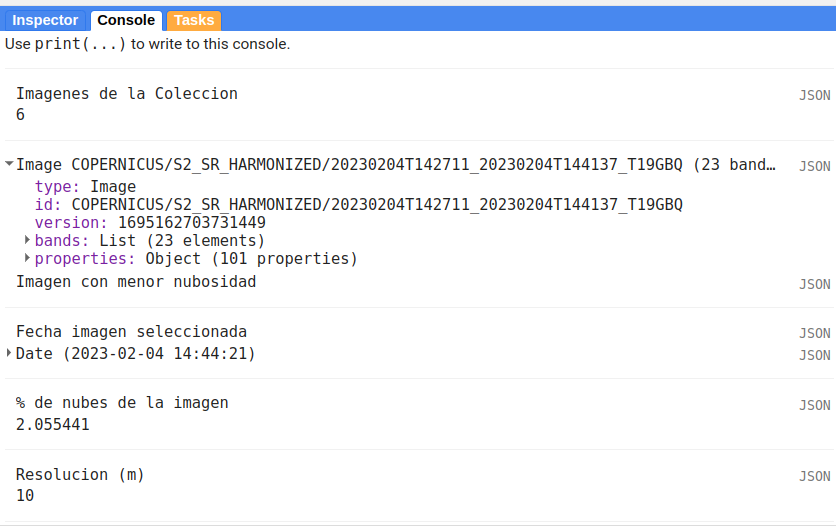 Inspector Console Tasks
Use print(...) to write to this console.
Imagenes de la Coleccion JSON
6
Image COPERNICUS/S2_SR_HARMONIZED/20230204T142711_20230204T144137_T19GBQ (23 band… JSON
type: Image
id: COPERNICUS/S2_SR_HARMONIZED/20230204T142711_20230204T144137_T19GBQ
version: 1695162703731449
bands: List (23 elements)
properties: Object (101 properties)
Imagen con menor nubosidad JSON
Fecha imagen seleccionada JSON
Date (2023-02-04 14:44:21) JSON
% de nubes de la imagen JSON
2.055441
Resolucion (m) JSON
10